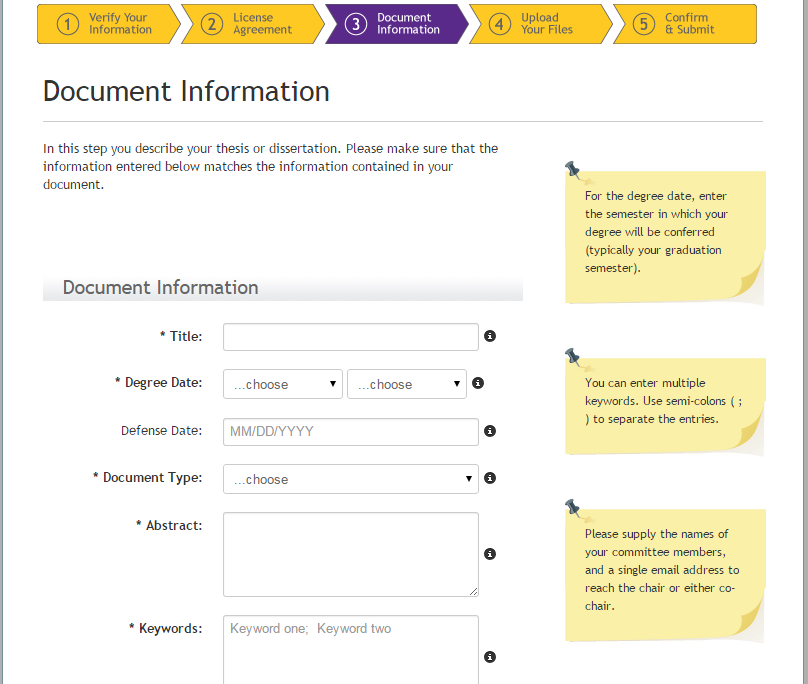 1 Verify Your Information
2 License Agreement
3 Document Information
4 Upload Your Files
5 Confirm & Submit
Document Information
In this step you describe your thesis or dissertation. Please make sure that the
information entered below matches the information contained in your
document.
For the degree date, enter
the semester in which your
degree will be conferred
(typically your graduation
semester).
Document Information
* Title:
* Degree Date:
...choose
...choose
You can enter multiple
keywords. Use semi-colons ( ;
) to separate the entries.
Defense Date:
MM/DD/YYYY
* Document Type:
...choose
* Abstract:
Please supply the names of
your committee members,
and a single email address to
reach the chair or either co-
chair.
* Keywords:
Keyword one;  Keyword two